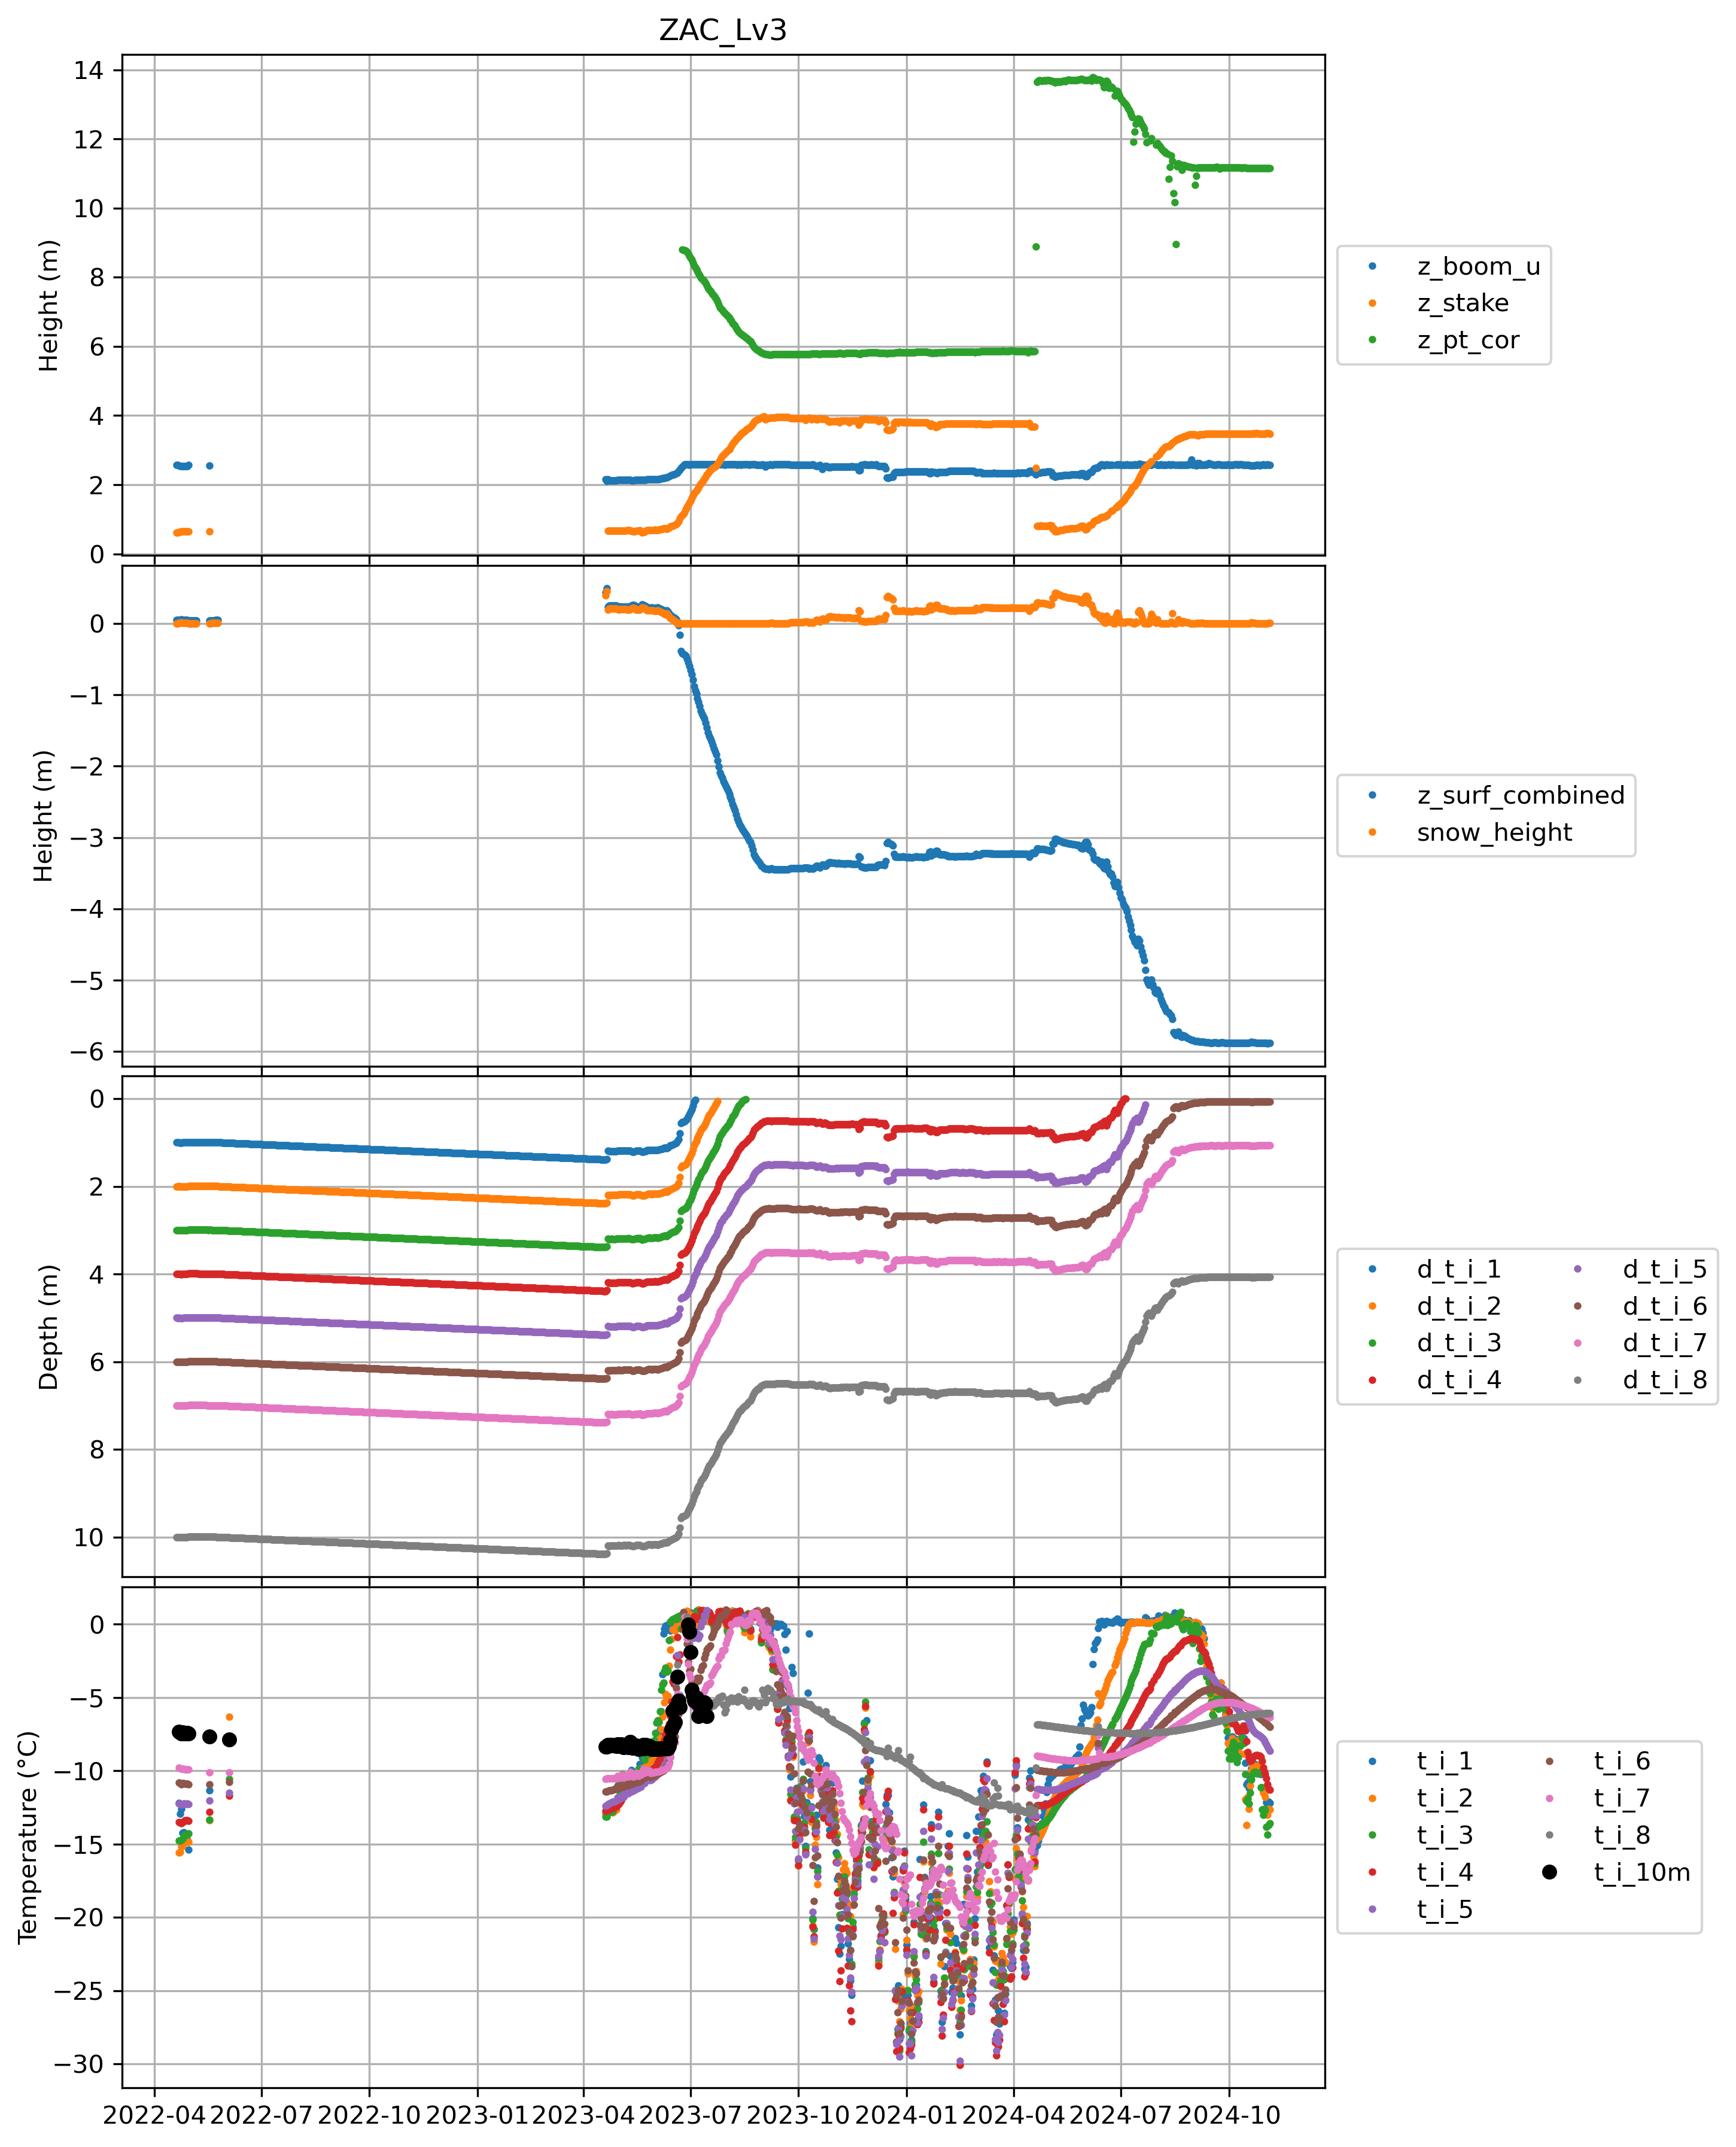 ZAC_Lv3
14
12
10
8
6
4
2
0
Height (m)
z_boom_u
z_stake
z_pt_cor
0
−1
−2
−3
−4
−5
−6
Height (m)
z_surf_combined
snow_height
0
2
4
6
8
10
Depth (m)
d_t_i_1
d_t_i_2
d_t_i_3
d_t_i_4
d_t_i_5
d_t_i_6
d_t_i_7
d_t_i_8
0
−5
−10
−15
−20
−25
−30
Temperature (°C)
t_i_1
t_i_2
t_i_3
t_i_4
t_i_5
t_i_6
t_i_7
t_i_8
t_i_10m
2022-04 2022-07 2022-10 2023-01 2023-04 2023-07 2023-10 2024-01 2024-04 2024-07 2024-10